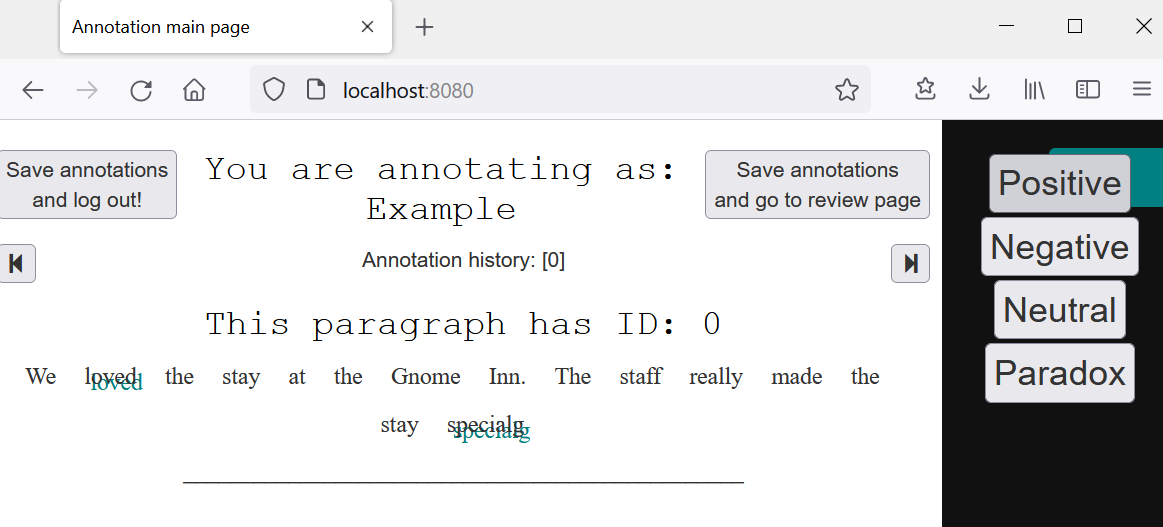 Annotation main page
localhost:8080
Save annotations
and log out!
You are annotating as:
Example
Save annotations
and go to review page
Annotation history: [0]
This paragraph has ID: 0
We loved the stay at the Gnome Inn. The staff really made the
loved
stay specialg
specialg
Positive
Negative
Neutral
Paradox